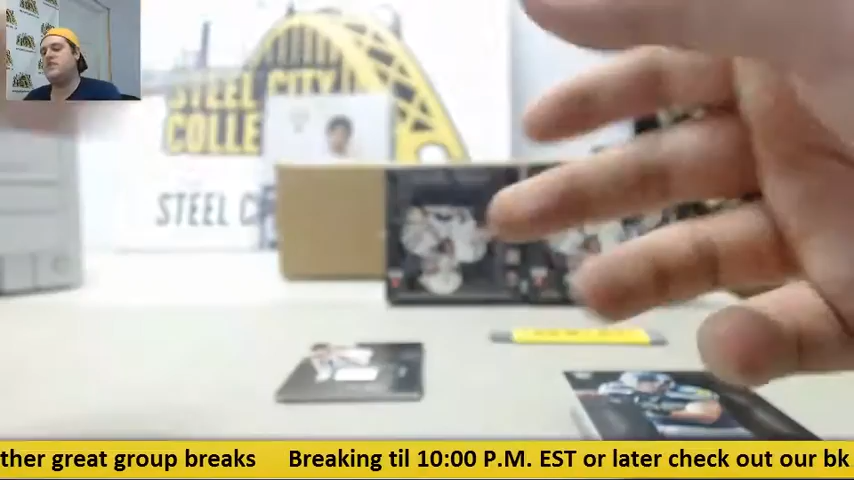 STEEL CITY
COLLE
STEEL C
ther great group breaks Breaking til 10:00 P.M. EST or later check out our bk